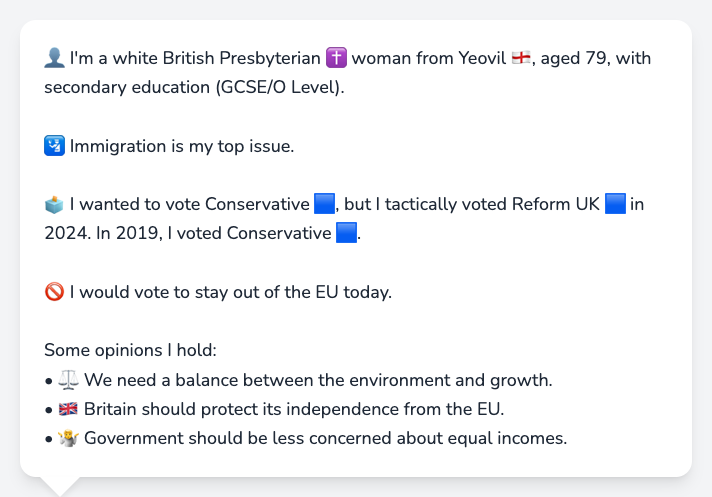 👤 I'm a white British Presbyterian ✝️ woman from Yeovil 🏴󠁧󠁢󠁥󠁮󠁧󠁿, aged 79, with
secondary education (GCSE/O Level).
🛂 Immigration is my top issue.
🗳️ I wanted to vote Conservative 🟦, but I tactically voted Reform UK 🟦 in
2024. In 2019, I voted Conservative 🟦.
🚫 I would vote to stay out of the EU today.
Some opinions I hold:
• ⚖️ We need a balance between the environment and growth.
• 🇬🇧 Britain should protect its independence from the EU.
• 🤷 Government should be less concerned about equal incomes.